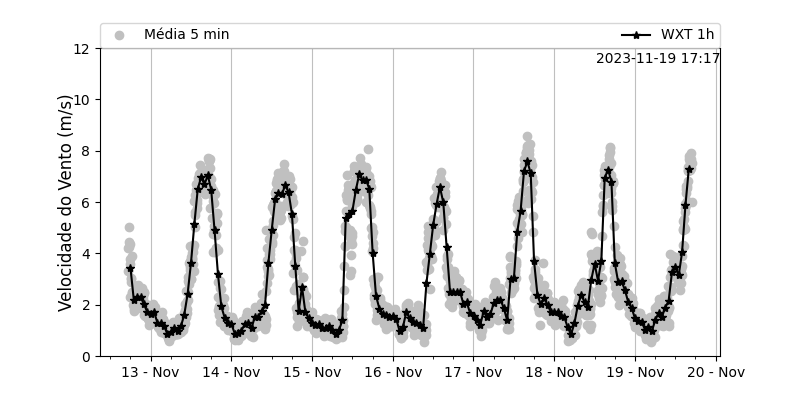 Média 5 min
WXT 1h
2023-11-19 17:17
Velocidade do Vento (m/s)
12
10
8
6
4
2
0
13 - Nov
14 - Nov
15 - Nov
16 - Nov
17 - Nov
18 - Nov
19 - Nov
20 - Nov